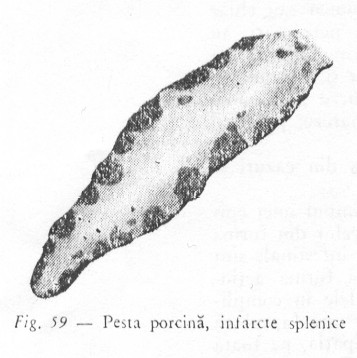 Fig. 59 — Pesta porcină, infarcte splenice